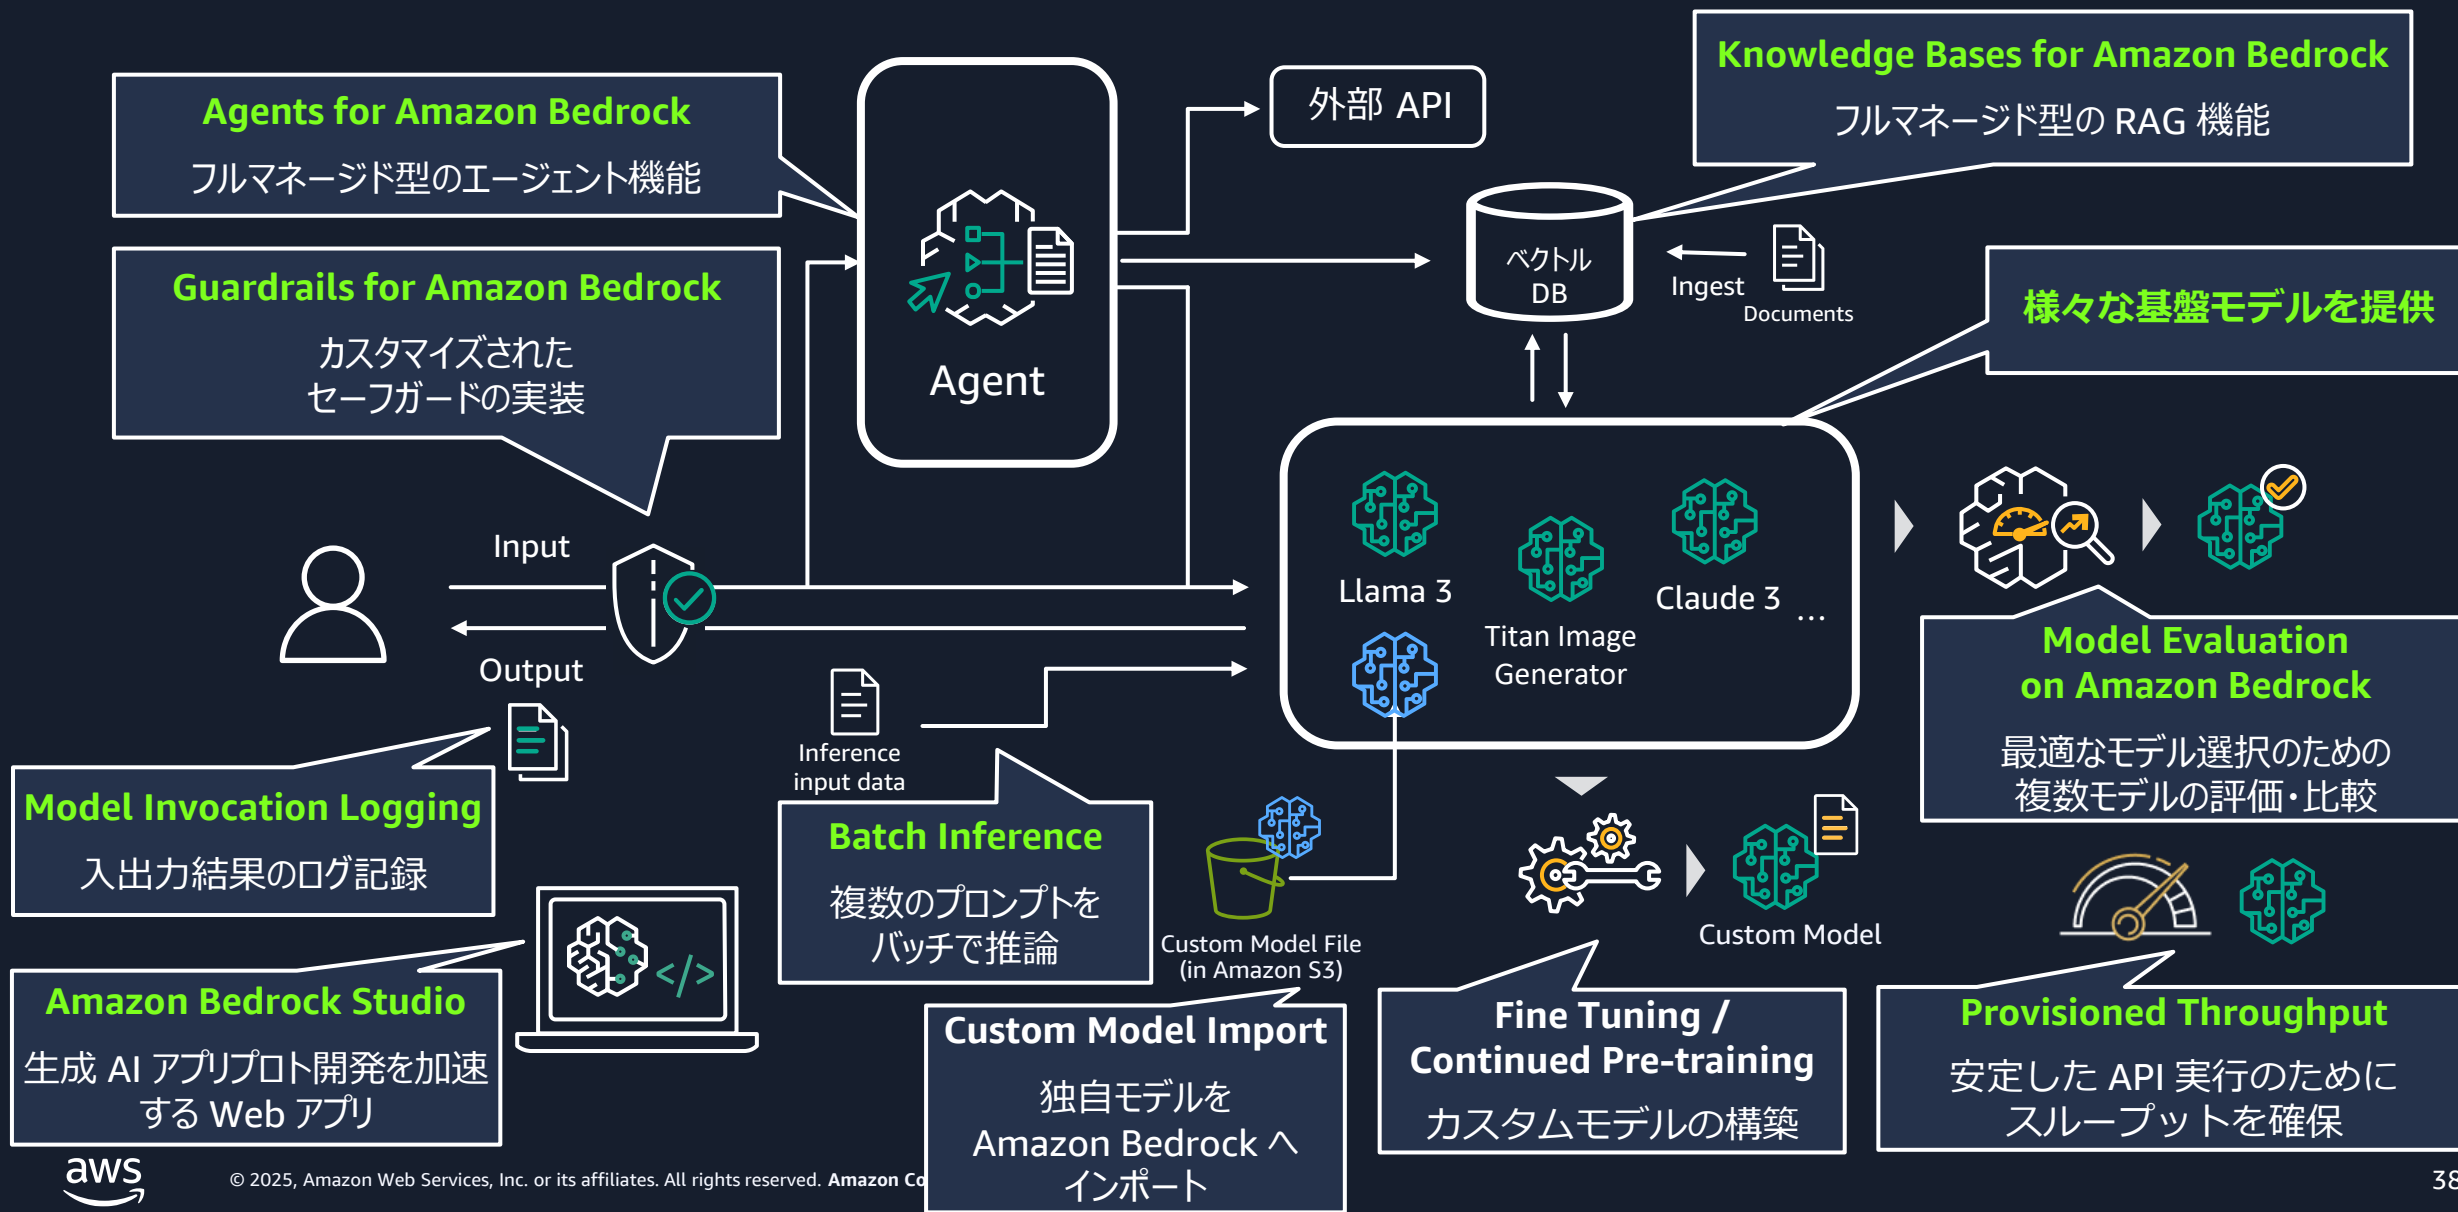 Agents for Amazon Bedrock
フルマネージド型のエージェント機能
Guardrails for Amazon Bedrock
カスタマイズされた
セーフガードの実装
Agent
外部 API
Knowledge Bases for Amazon Bedrock
フルマネージド型の RAG 機能
ベクトル
DB
Ingest
Documents
様々な基盤モデルを提供
Input
Output
Llama 3
Titan Image
Generator
Claude 3
...
Model Evaluation
on Amazon Bedrock
最適なモデル選択のための
複数モデルの評価・比較
Model Invocation Logging
入出力結果のログ記録
Inference
input data
Batch Inference
複数のプロンプトを
バッチで推論
Custom Model File
(in Amazon S3)
Custom Model
Amazon Bedrock Studio
生成 AI アプリプロト開発を加速
する Web アプリ
</>
Custom Model Import
独自モデルを
Amazon Bedrock へ
インポート
Fine Tuning /
Continued Pre-training
カスタムモデルの構築
Provisioned Throughput
安定した API 実行のために
スループットを確保
aws
© 2025, Amazon Web Services, Inc. or its affiliates. All rights reserved. Amazon Co
38